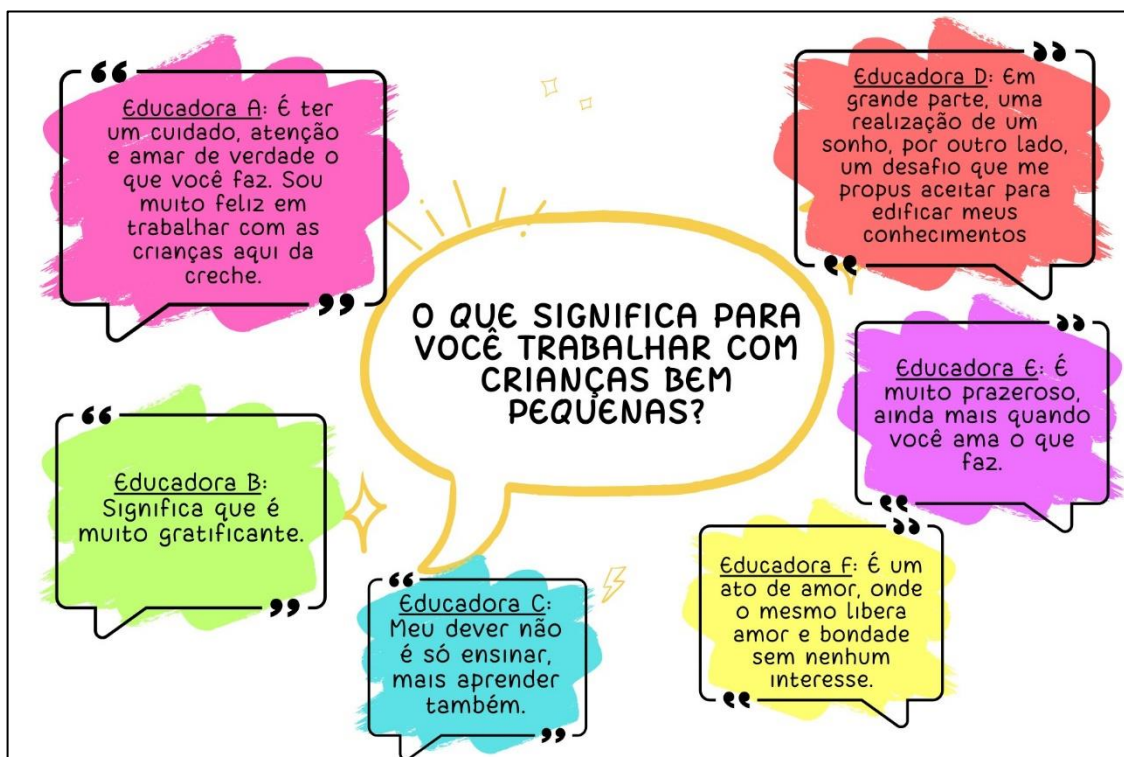 O QUE SIGNIFICA PARA
VOCÊ TRABALHAR COM
CRIANÇAS BEM
PEQUENAS?
Educadora A: É ter
um cuidado, atenção
e amar de verdade o
que você faz. Sou
muito feliz em
trabalhar com as
crianças aqui da
creche.
Educadora B:
Significa que é
muito gratificante.
Educadora C:
Meu dever não
é só ensinar,
mais aprender
também.
Educadora D: Em
grande parte, uma
realização de um
sonho, por outro lado,
um desafio que me
propus aceitar para
edificar meus
conhecimentos
Educadora E: É
muito prazeroso,
ainda mais quando
você ama o que
faz.
Educadora F: É um
ato de amor, onde
o mesmo libera
amor e bondade
sem nenhum
interesse.